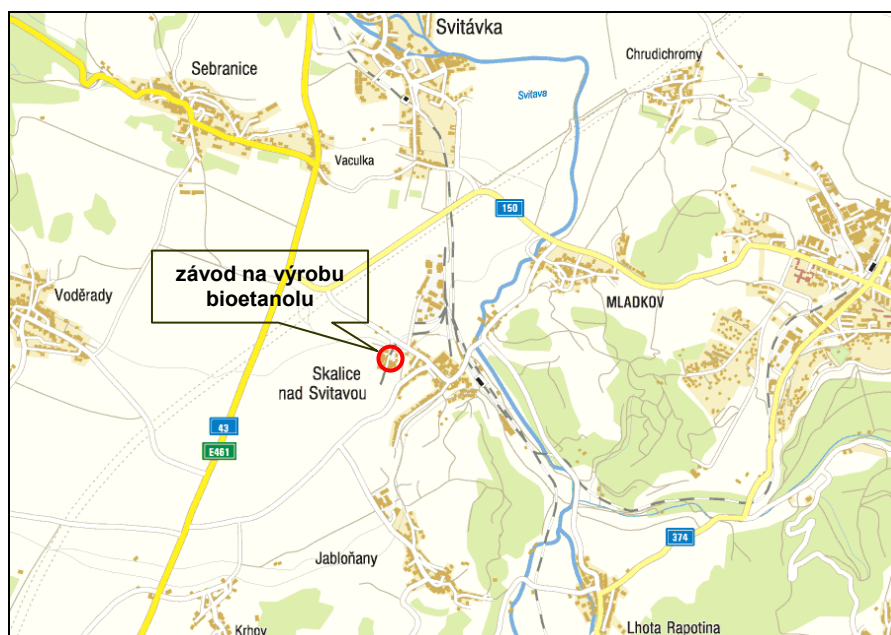 Svitávka
Chrudichromy
Sebranice
Svitava
Vaculka
150
závod na výrobu
bioetanolu
Voděrady
MLADKOV
Skalice
nad Svitavou
43
E461
374
Jabloňany
Krhov
Lhota Rapotina